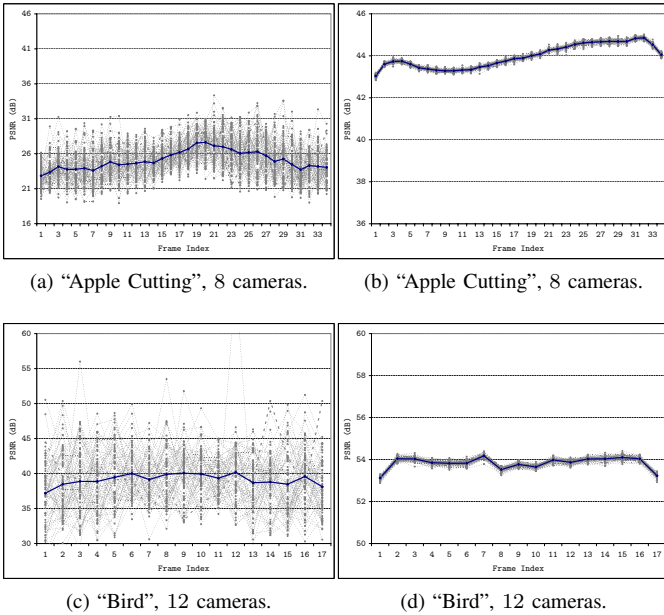 46
41
36
31
26
21
16
PSNR (dB)
1 3 5 7 9 11 13 15 17 19 21 23 25 27 29 31 33
Frame Index
46
44
42
40
38
36
PSNR (dB)
1 3 5 7 9 11 13 15 17 19 21 23 25 27 29 31 33
Frame Index
(a) “Apple Cutting”, 8 cameras.
(b) “Apple Cutting”, 8 cameras.
60
55
50
45
40
35
30
PSNR (dB)
1 2 3 4 5 6 7 8 9 10 11 12 13 14 15 16 17
Frame Index
60
58
56
54
52
50
PSNR (dB)
1 2 3 4 5 6 7 8 9 10 11 12 13 14 15 16 17
Frame Index
(c) “Bird”, 12 cameras.
(d) “Bird”, 12 cameras.